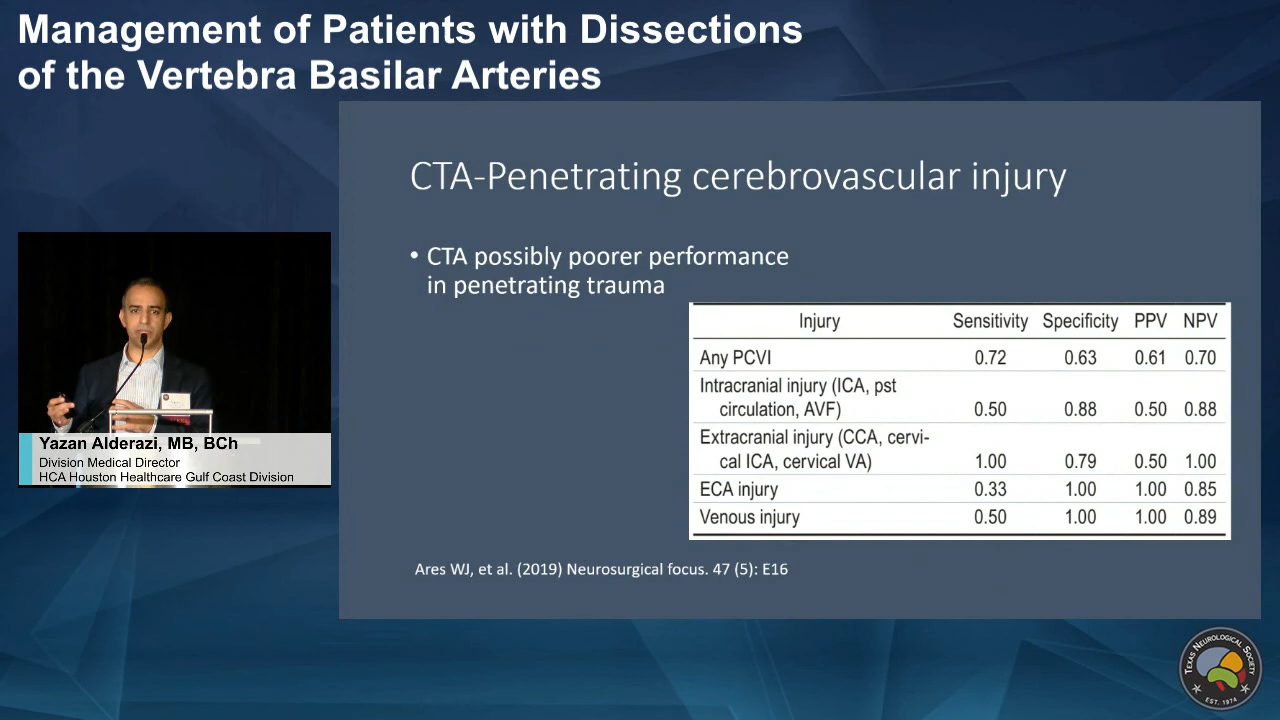 Management of Patients with Dissections
of the Vertebra Basilar Arteries
CTA-Penetrating cerebrovascular injury
• CTA possibly poorer performance
in penetrating trauma
Injury Sensitivity Specificity PPV NPV
Any PCVI 0.72 0.63 0.61 0.70
Intracranial injury (ICA, pst
circulation, AVF) 0.50 0.88 0.50 0.88
Extracranial injury (CCA, cervi-
cal ICA, cervical VA) 1.00 0.79 0.50 1.00
ECA injury 0.33 1.00 1.00 0.85
Venous injury 0.50 1.00 1.00 0.89
Ares WJ, et al. (2019) Neurosurgical focus. 47 (5): E16
Yazan Alderazi, MB, BCh
Division Medical Director
HCA Houston Healthcare Gulf Coast Division
TEXAS NEUROLOGICAL SOCIETY
EST. 1974